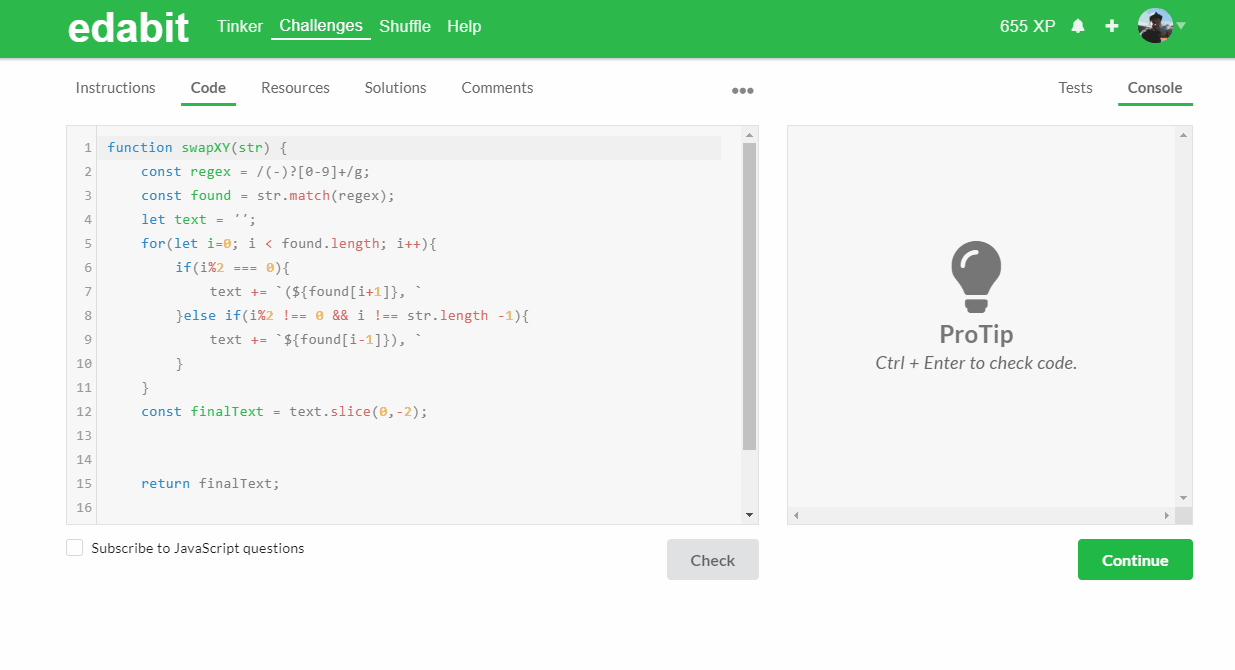 edabit Tinker Challenges Shuffle Help 655 XP
Instructions Code Resources Solutions Comments Tests Console
1 function swapXY(str) {
2 const regex = /(-)?[0-9]+/g;
3 const found = str.match(regex);
4 let text = '';
5 for(let i=0; i < found.length; i++){
6 if(i%2 === 0){
7 text += `(${found[i+1]}, `
8 }else if(i%2 !== 0 && i !== str.length -1){
9 text += `${found[i-1]}), `
10 }
11 }
12 const finalText = text.slice(0,-2);
13
14
15 return finalText;
16
ProTip
Ctrl + Enter to check code.
Subscribe to JavaScript questions
Check
Continue